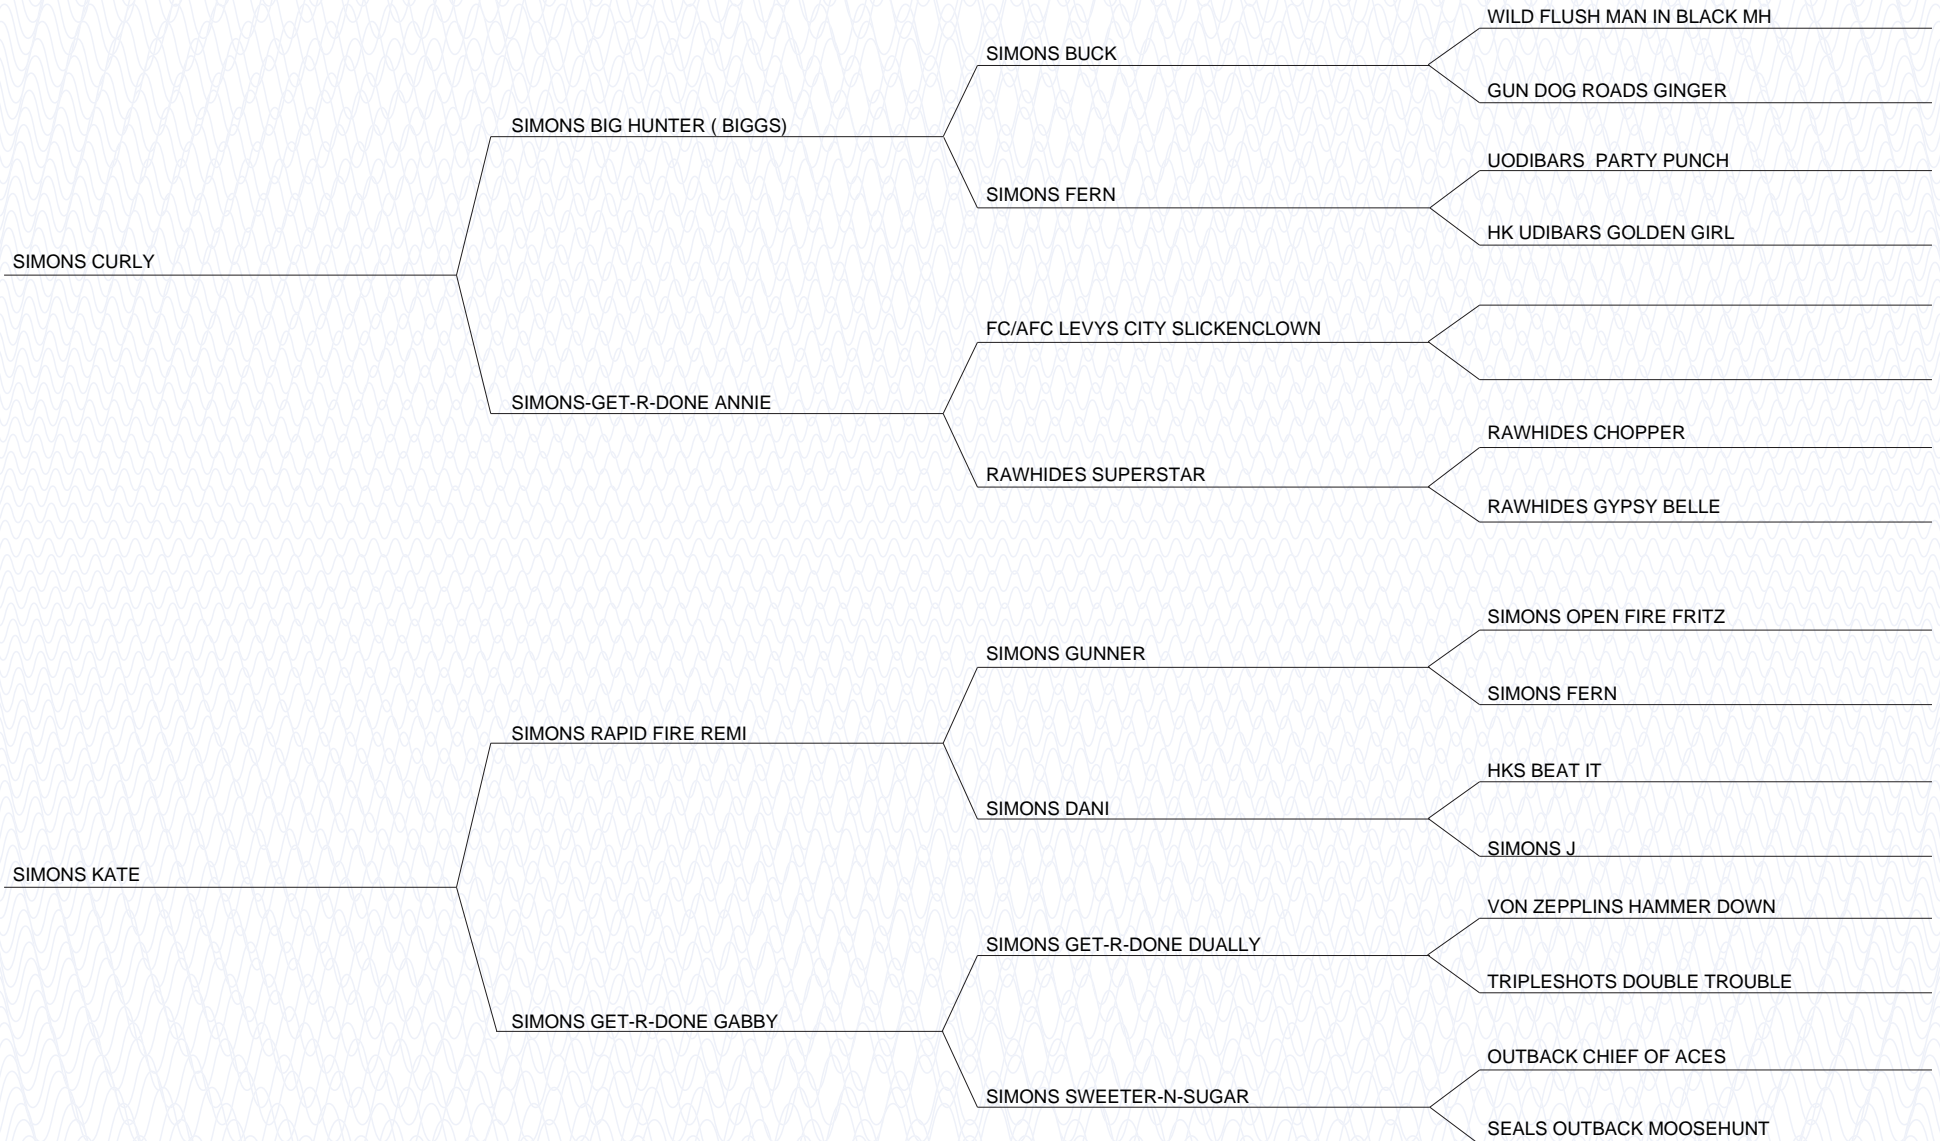 WILD FLUSH MAN IN BLACK MH
SIMONS BUCK
GUN DOG ROADS GINGER
SIMONS BIG HUNTER ( BIGGS)
UODIBARS  PARTY PUNCH
SIMONS FERN
HK UDIBARS GOLDEN GIRL
SIMONS CURLY
FC/AFC LEVYS CITY SLICKENCLOWN
SIMONS-GET-R-DONE ANNIE
RAWHIDES CHOPPER
RAWHIDES SUPERSTAR
RAWHIDES GYPSY BELLE
SIMONS OPEN FIRE FRITZ
SIMONS GUNNER
SIMONS FERN
SIMONS RAPID FIRE REMI
HKS BEAT IT
SIMONS DANI
SIMONS J
SIMONS KATE
VON ZEPPLINS HAMMER DOWN
SIMONS GET-R-DONE DUALLY
TRIPLESHOTS DOUBLE TROUBLE
SIMONS GET-R-DONE GABBY
OUTBACK CHIEF OF ACES
SIMONS SWEETER-N-SUGAR
SEALS OUTBACK MOOSEHUNT